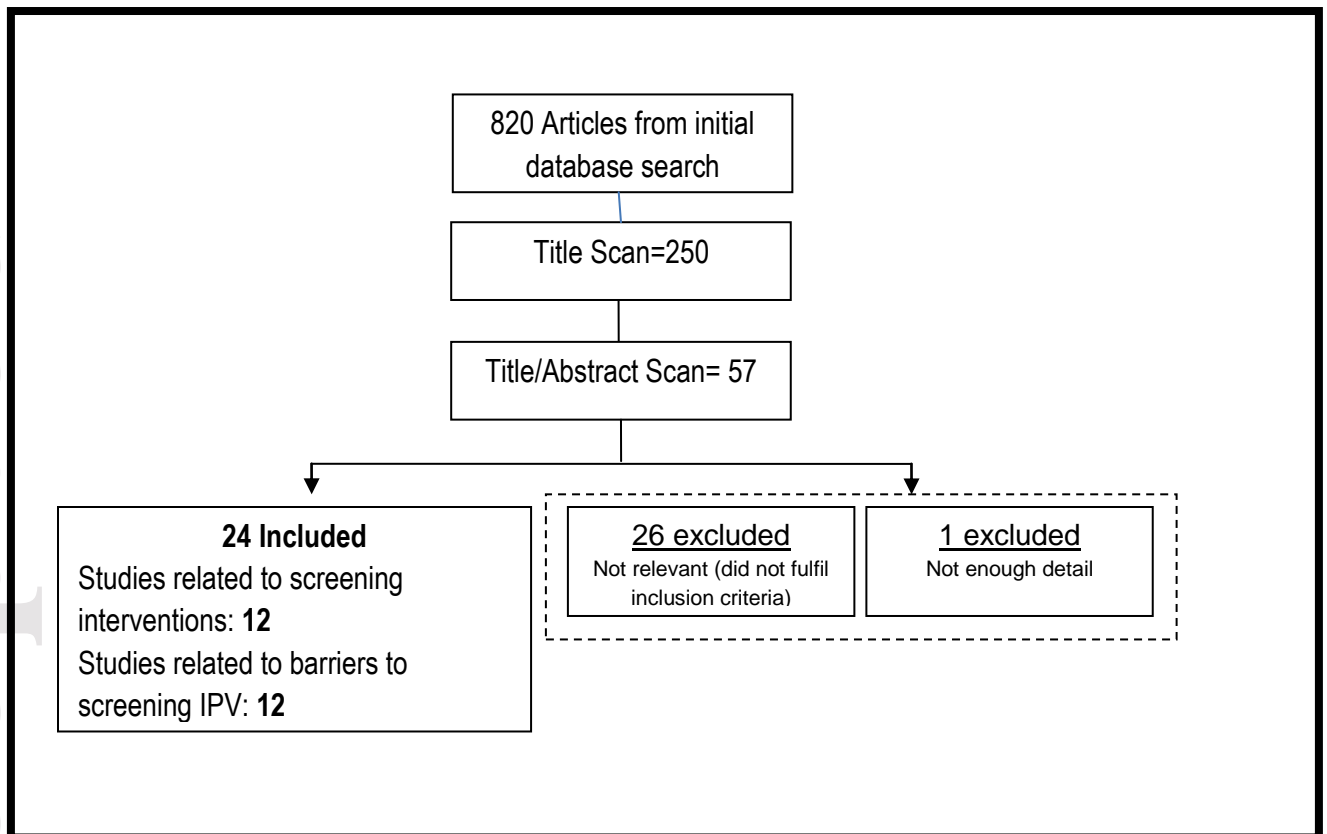 820 Articles from initial
database search
Title Scan=250
Title/Abstract Scan= 57
24 Included
Studies related to screening
interventions: 12
Studies related to barriers to
screening IPV: 12
26 excluded
Not relevant (did not fulfil
inclusion criteria)
1 excluded
Not enough detail